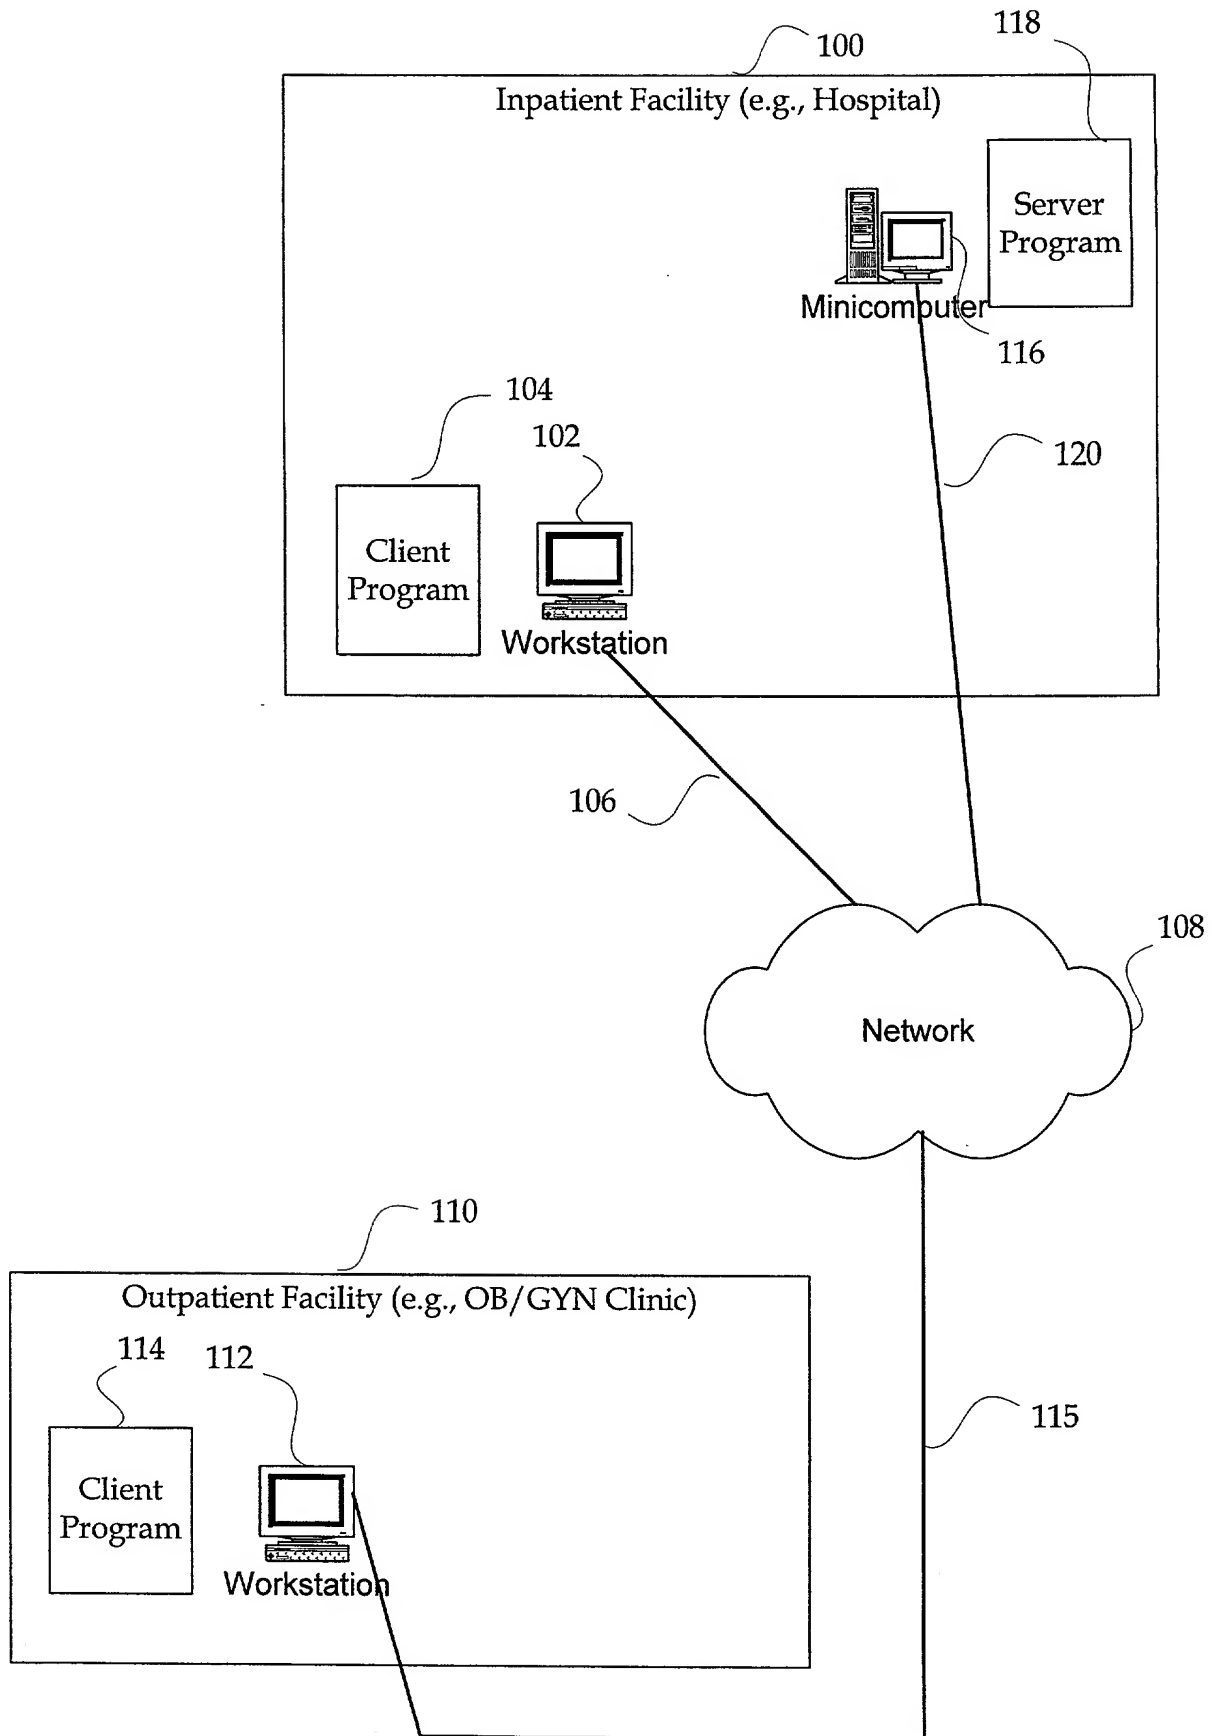 118
100
Inpatient Facility (e.g., Hospital)
Server
Program
Minicomputer
116
104
102
120
Client
Program
Workstation
106
108
Network
110
Outpatient Facility (e.g., OB/GYN Clinic)
114
112
115
Client
Program
Workstation